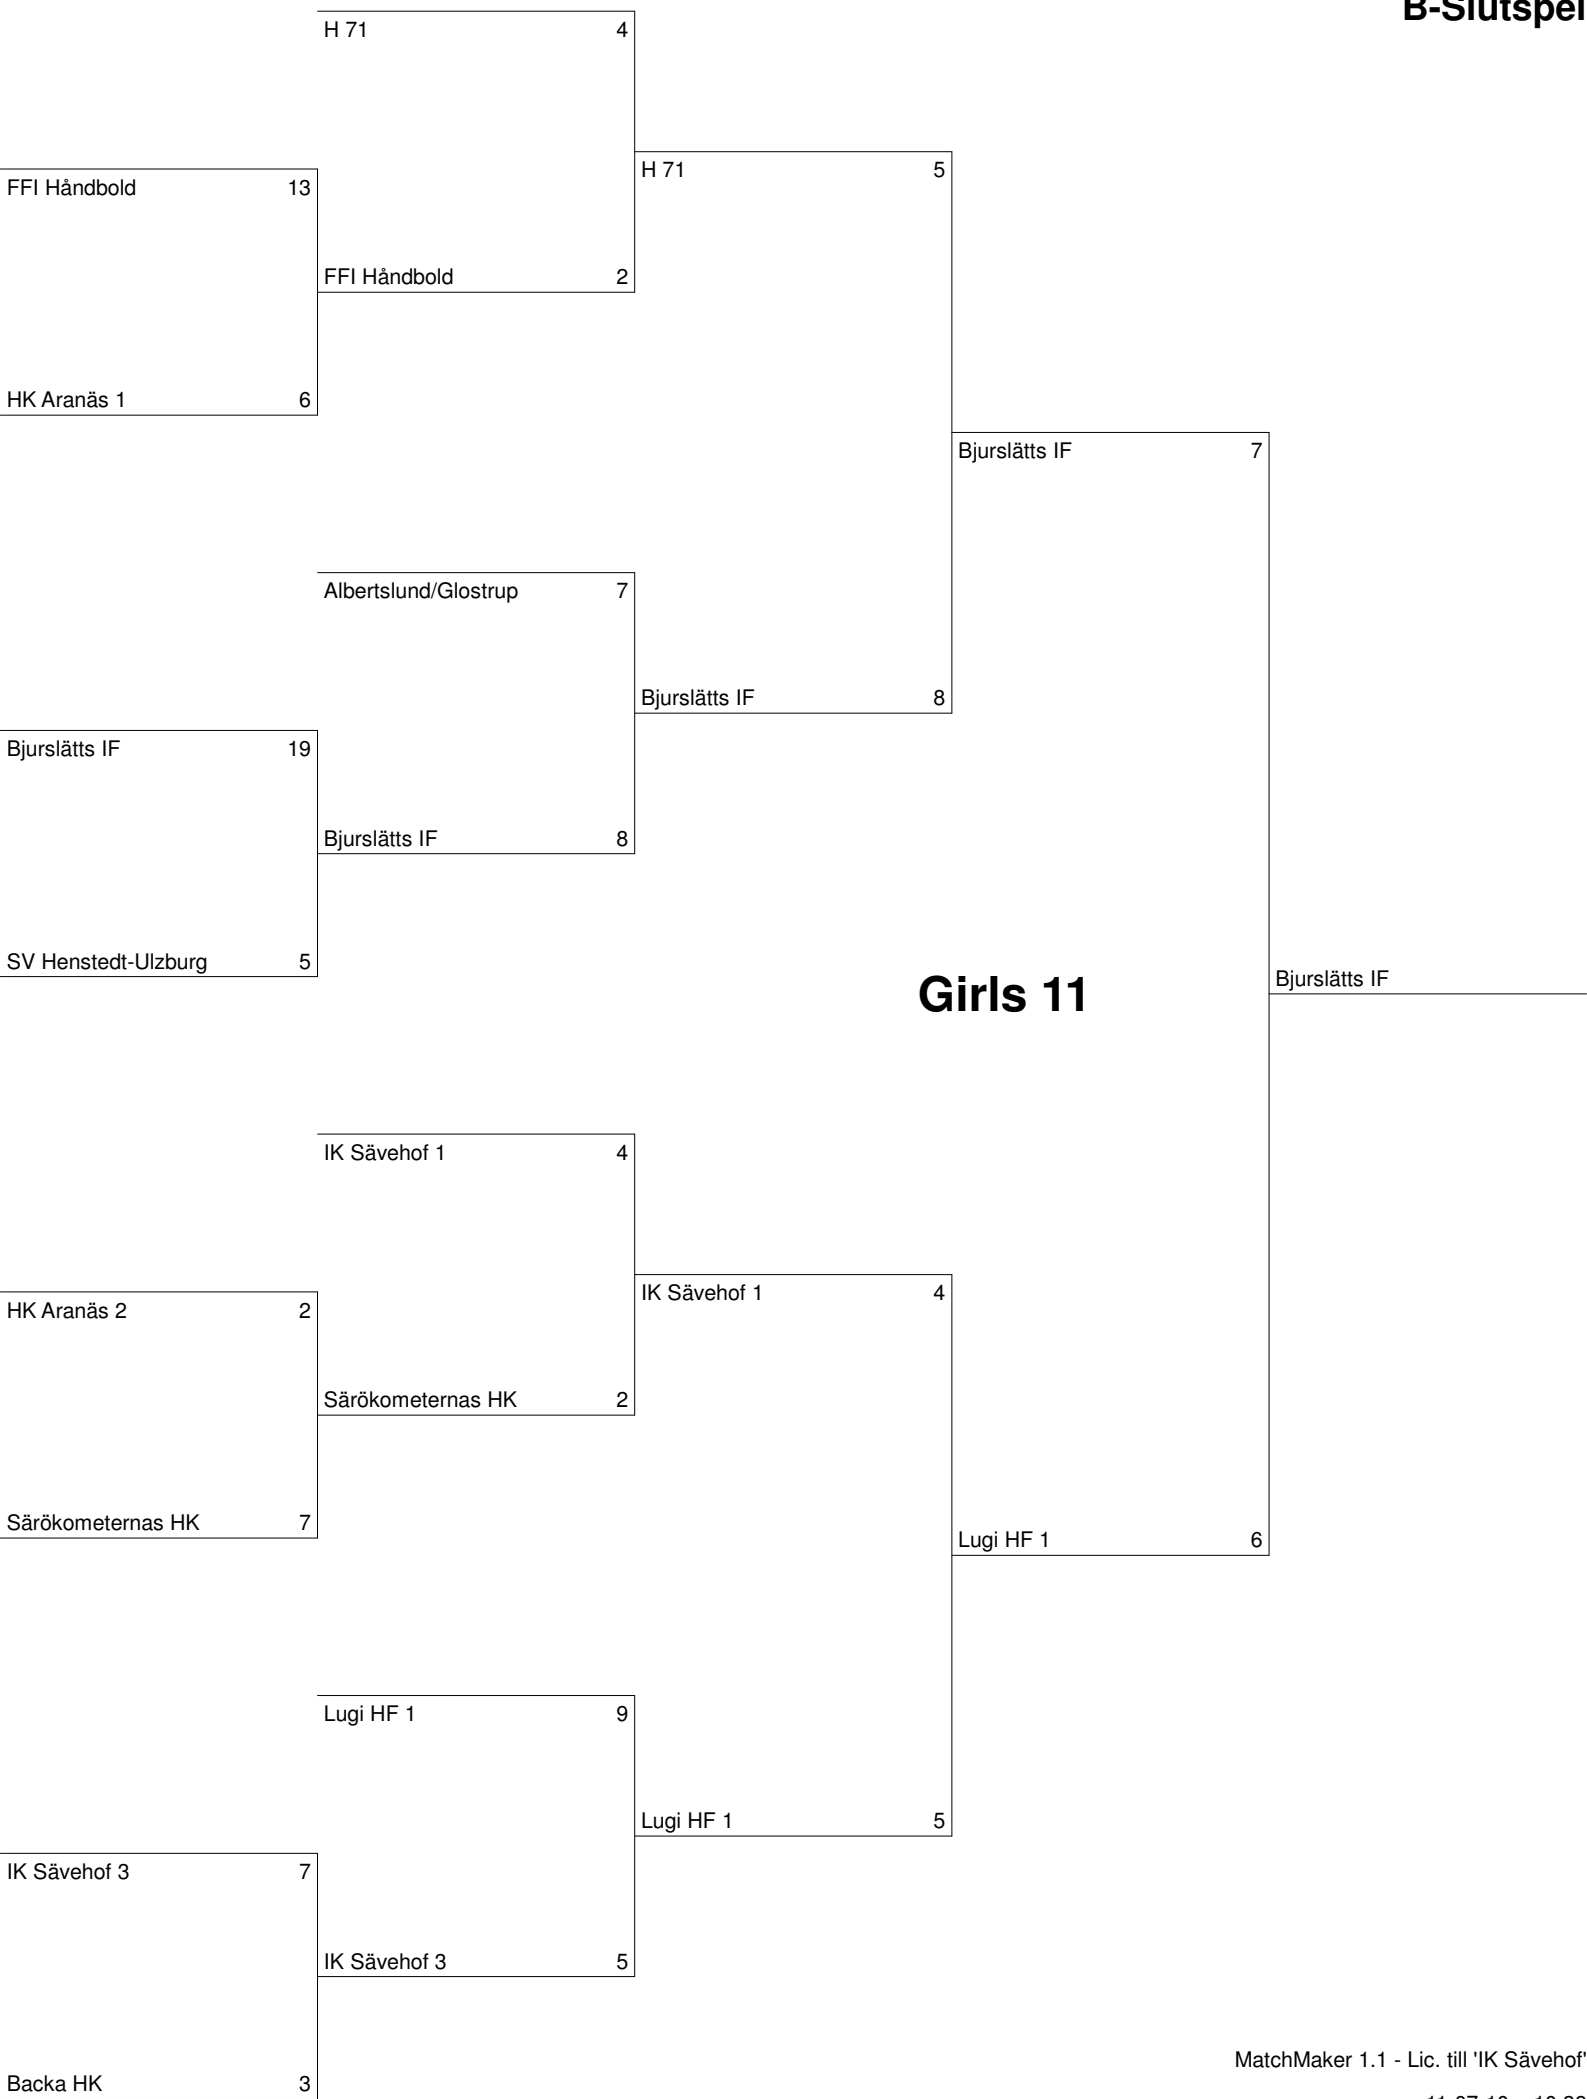 B-Slutspel
H 71 4
H 71 5
FFI Håndbold 13
FFI Håndbold 2
HK Aranäs 1 6
Bjurslätts IF 7
Albertslund/Glostrup 7
Bjurslätts IF 8
Bjurslätts IF 19
Bjurslätts IF 8
SV Henstedt-Ulzburg 5
Girls 11
Bjurslätts IF
IK Sävehof 1 4
IK Sävehof 1 4
HK Aranäs 2 2
Särökometernas HK 2
Särökometernas HK 7
Lugi HF 1 6
Lugi HF 1 9
Lugi HF 1 5
IK Sävehof 3 7
IK Sävehof 3 5
MatchMaker 1.1 - Lic. till 'IK Sävehof'
Backa HK 3